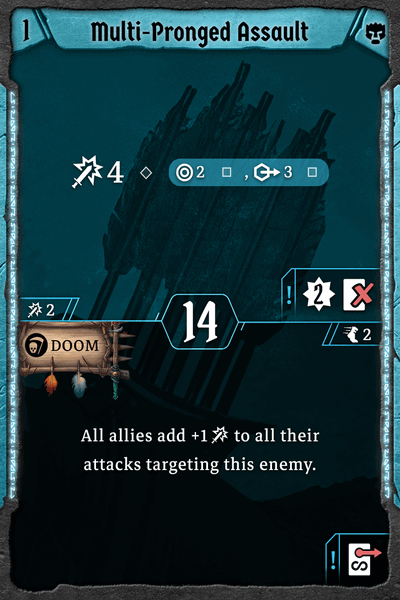 1 Multi-Pronged Assault
4 2 , 3
! 2
2
14
2
DOOM
All allies add +1 to all their
attacks targeting this enemy.
!